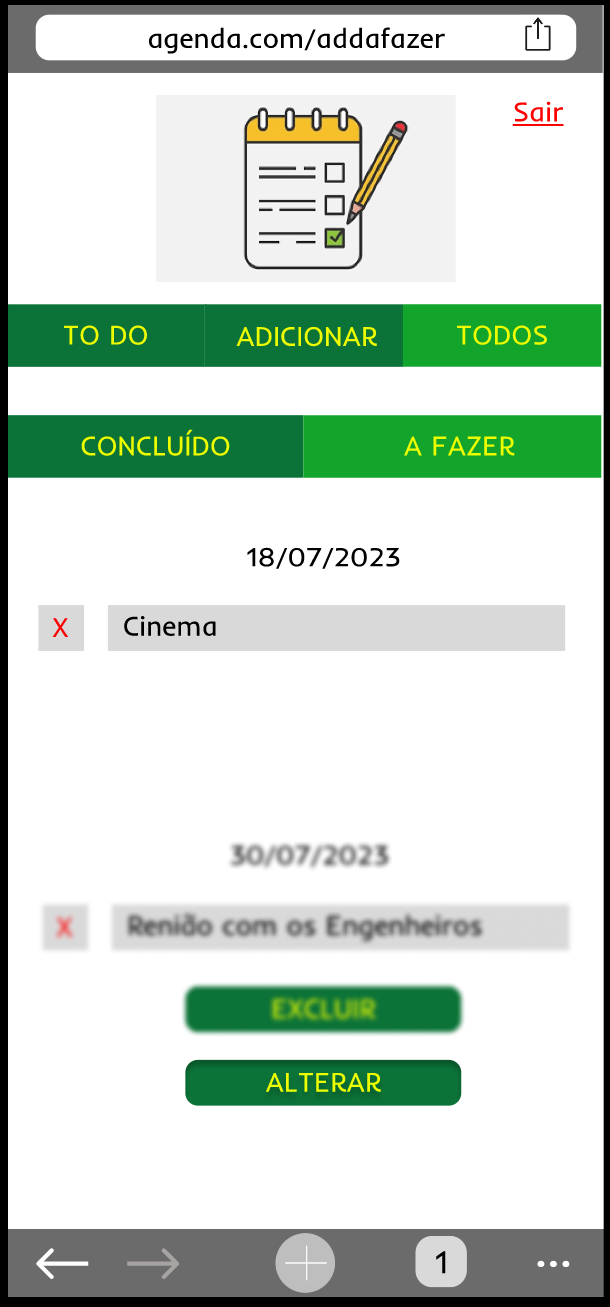 agenda.com/addafazer
Sair
TO DO
ADICIONAR
TODOS
CONCLUÍDO
A FAZER
18/07/2023
X
Cinema
30/07/2023
X
Renião com os Engenheiros
EXCLUIR
ALTERAR
1